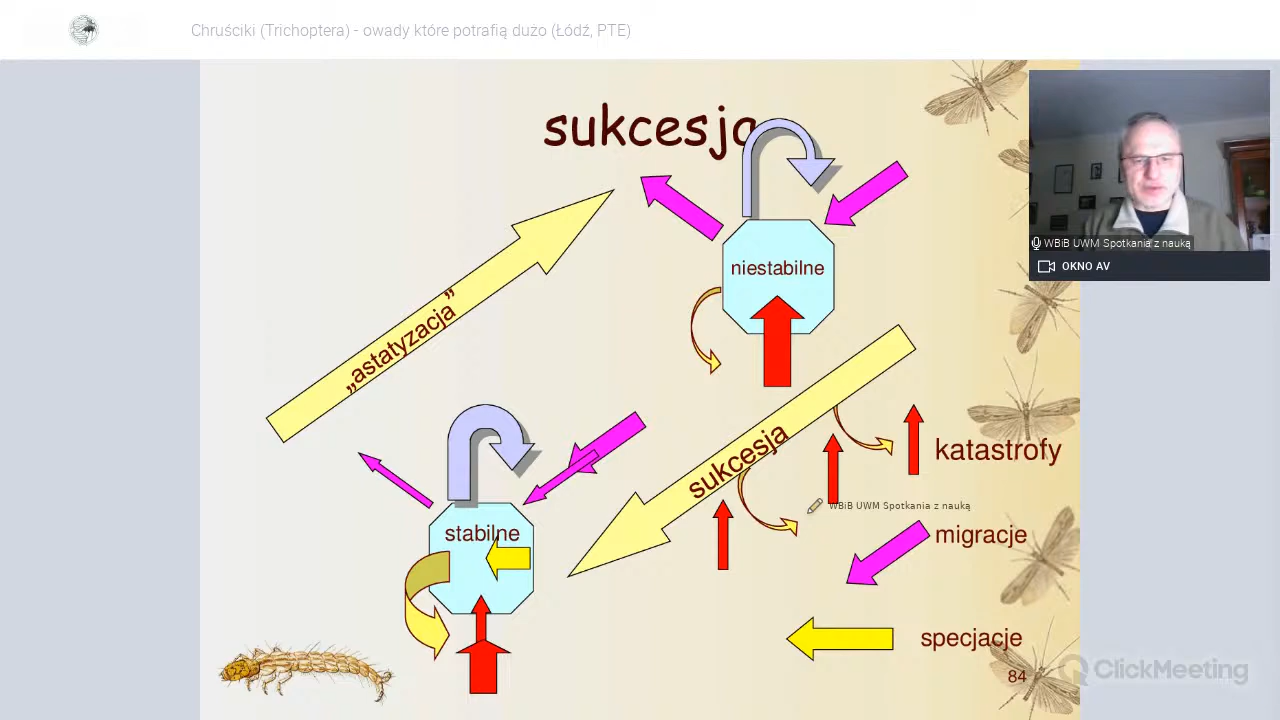 Chruściki (Trichoptera) - owady które potrafią dużo (Łódź, PTE)
sukcesja
niestabilne
WBiB UWM Spotkania z nauką
OKNO AV
„astatyzacja”
sukcesja
katastrofy
WBiB UWM Spotkania z nauką
stabilne
migracje
specjacje
84
ClickMeeting